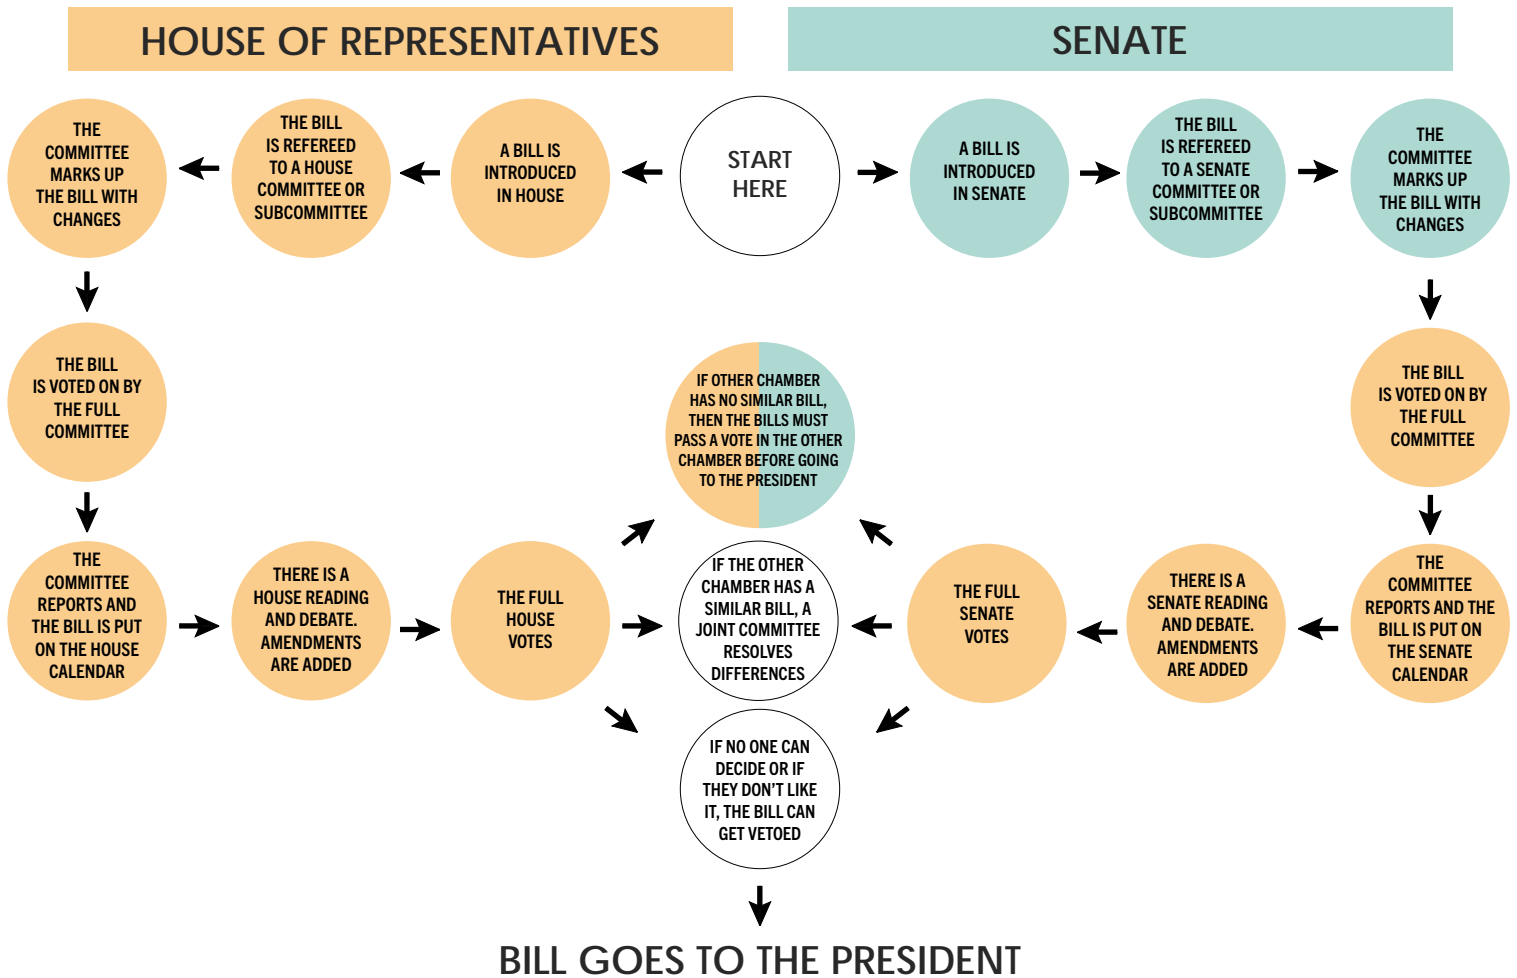 HOUSE OF REPRESENTATIVES
SENATE
THE
COMMITTEE
MARKS UP
THE BILL WITH
CHANGES
THE BILL
IS REFEREED
TO A HOUSE
COMMITTEE OR
SUBCOMMITTEE
A BILL IS
INTRODUCED
IN HOUSE
START
HERE
A BILL IS
INTRODUCED
IN SENATE
THE BILL
IS REFEREED
TO A SENATE
COMMITTEE OR
SUBCOMMITTEE
THE
COMMITTEE
MARKS UP
THE BILL WITH
CHANGES
THE BILL
IS VOTED ON BY
THE FULL
COMMITTEE
IF OTHER CHAMBER
HAS NO SIMILAR BILL,
THEN THE BILLS MUST
PASS A VOTE IN THE OTHER
CHAMBER BEFORE GOING
TO THE PRESIDENT
THE BILL
IS VOTED ON BY
THE FULL
COMMITTEE
THE
COMMITTEE
REPORTS AND
THE BILL IS PUT
ON THE HOUSE
CALENDAR
THERE IS A
HOUSE READING
AND DEBATE.
AMENDMENTS
ARE ADDED
THE FULL
HOUSE
VOTES
IF THE OTHER
CHAMBER HAS A
SIMILAR BILL, A
JOINT COMMITTEE
RESOLVES
DIFFERENCES
THE FULL
SENATE
VOTES
THERE IS A
SENATE READING
AND DEBATE.
AMENDMENTS
ARE ADDED
THE
COMMITTEE
REPORTS AND THE
BILL IS PUT ON
THE SENATE
CALENDAR
IF NO ONE CAN
DECIDE OR IF
THEY DON'T LIKE
IT, THE BILL CAN
GET VETOED
BILL GOES TO THE PRESIDENT